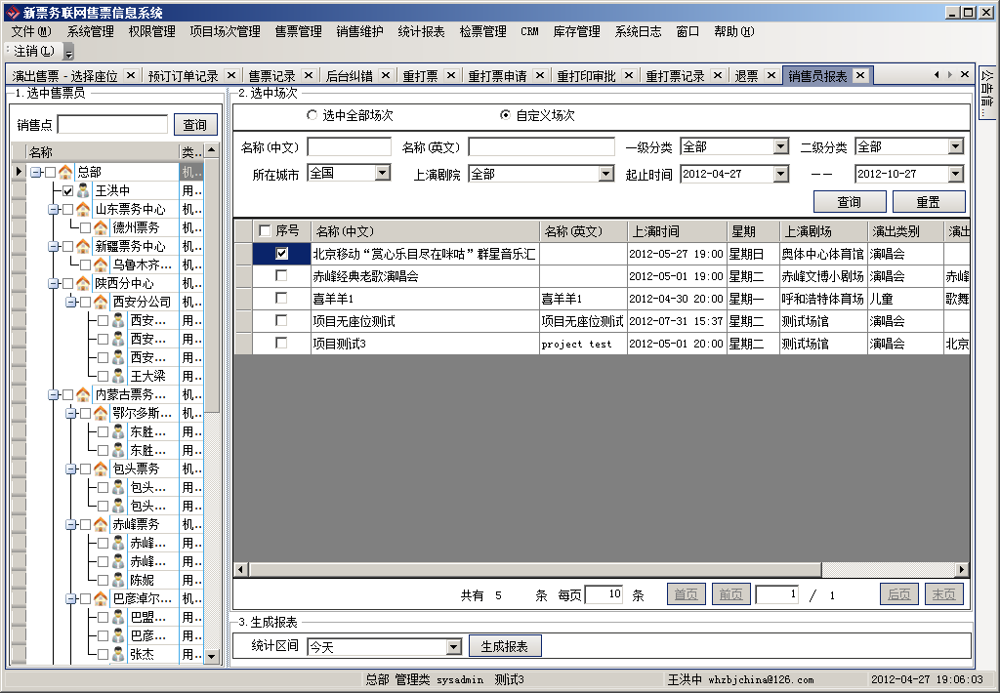 新票务联网售票信息系统
文件(M) 系统管理 权限管理 项目场次管理 售票管理 销售维护 统计报表 检票管理 CRM 库存管理 系统日志 窗口 帮助(H)
注销(L)
演出售票 - 选择座位 预订订单记录 售票记录 后台纠错 重打票 重打票申请 重打印审批 重打票记录 退票 销售员报表
公告信...
1. 选中售票员
销售点 查询
名称 类..
总部 机..
王洪中 用..
山东票务中心 机..
德州票务 机..
新疆票务中心 机..
乌鲁木齐... 机..
陕西分中心 机..
西安分公司 机..
西安... 用..
西安... 用..
西安... 用..
王大梁 用..
内蒙古票务... 机..
鄂尔多斯... 机..
东胜... 用..
东胜... 用..
包头票务 机..
包头... 用..
包头... 用..
赤峰票务 机..
赤峰... 用..
赤峰... 用..
陈妮 用..
巴彦淖尔... 机..
巴盟... 用..
巴彦... 用..
张杰 用..
2. 选中场次
选中全部场次 自定义场次
名称(中文) 名称(英文) 一级分类 全部 二级分类 全部
所在城市 全国 上演剧院 全部 起止时间 2012-04-27 —— 2012-10-27
查询 重置
序号 名称(中文) 名称(英文) 上演时间 星期 上演剧场 演出类别 演出
北京移动“赏心乐目尽在咪咕”群星音乐汇 2012-05-27 19:00 星期日 奥体中心体育馆 演唱会
赤峰经典老歌演唱会 2012-05-01 19:00 星期二 赤峰文博小剧场 演唱会 赤峰
喜羊羊1 喜羊羊1 2012-04-30 20:00 星期一 呼和浩特体育场 儿童 歌舞
项目无座位测试 项目无座位测试 2012-07-31 15:37 星期二 测试场馆 演唱会
项目测试3 project test 2012-05-01 20:00 星期二 测试场馆 演唱会 北京
共有 5 条 每页 10 条 首页 前页 1 / 1 后页 末页
3. 生成报表
统计区间 今天 生成报表
总部 管理类 sysadmin 测试3 王洪中 whzbjchina@126.com 2012-04-27 19:06:03